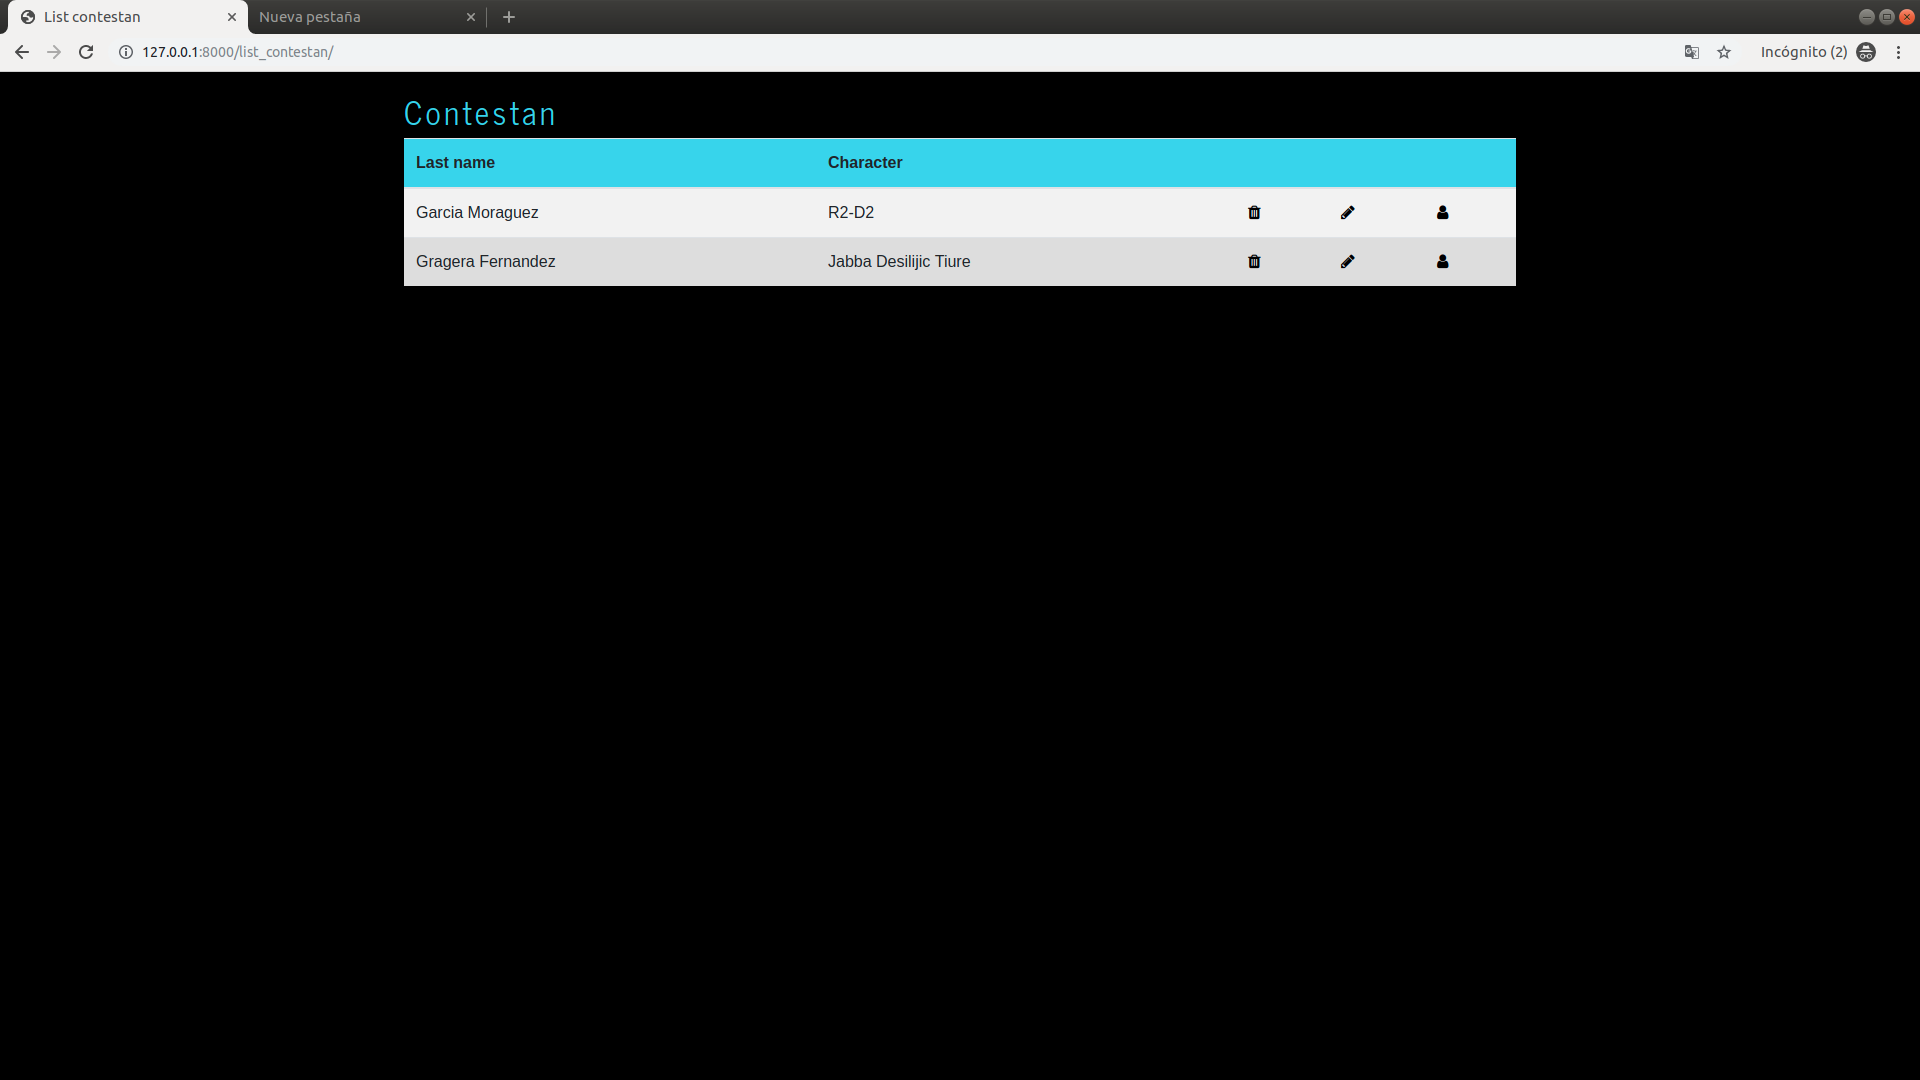 List contestan
Nueva pestaña
127.0.0.1:8000/list_contestan/
Incógnito (2)
Contestan
Last name Character
Garcia Moraguez R2-D2
Gragera Fernandez Jabba Desilijic Tiure